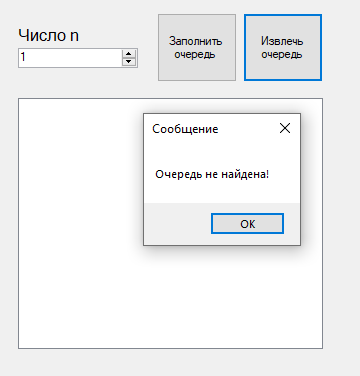 Число n
1
Заполнить
очередь
Извлечь
очередь
Сообщение
Очередь не найдена!
ОК